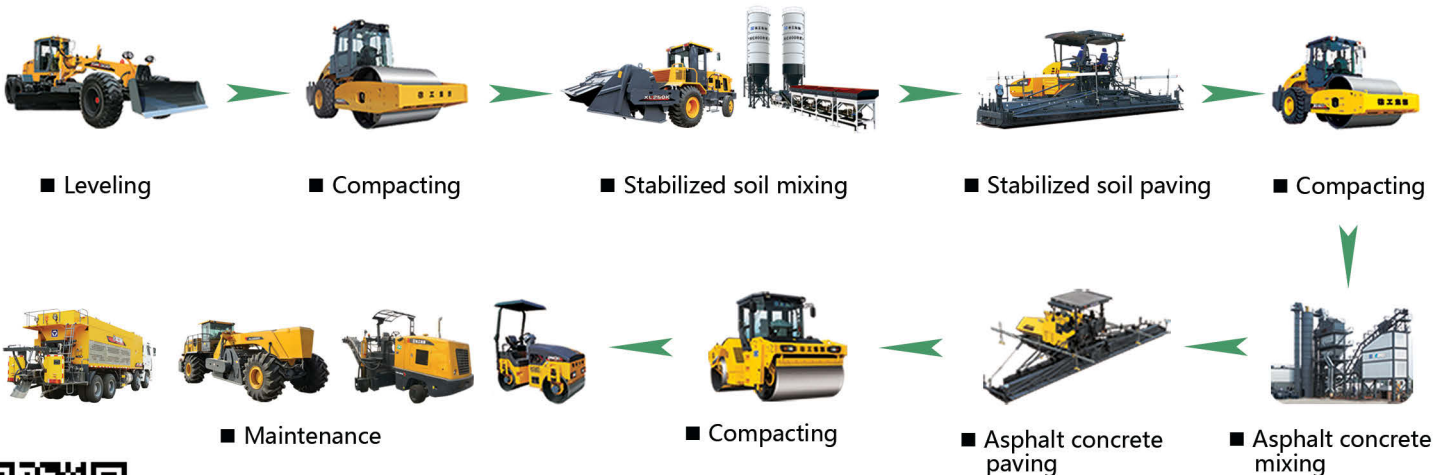 ■ Leveling
■ Compacting
■ Stabilized soil mixing
■ Stabilized soil paving
■ Compacting
■ Maintenance
■ Compacting
■ Asphalt concrete
paving
■ Asphalt concrete
mixing